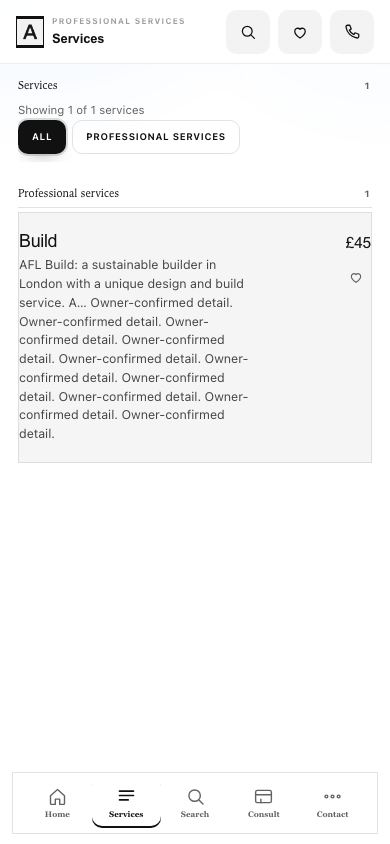 A
PROFESSIONAL SERVICES
Services
Services 1
Showing 1 of 1 services
ALL PROFESSIONAL SERVICES
Professional services 1
Build £45
AFL Build: a sustainable builder in
London with a unique design and build
service. A... Owner-confirmed detail.
Owner-confirmed detail. Owner-
confirmed detail. Owner-confirmed
detail. Owner-confirmed detail. Owner-
confirmed detail. Owner-confirmed
detail. Owner-confirmed detail. Owner-
confirmed detail. Owner-confirmed
detail.
Home Services Search Consult Contact